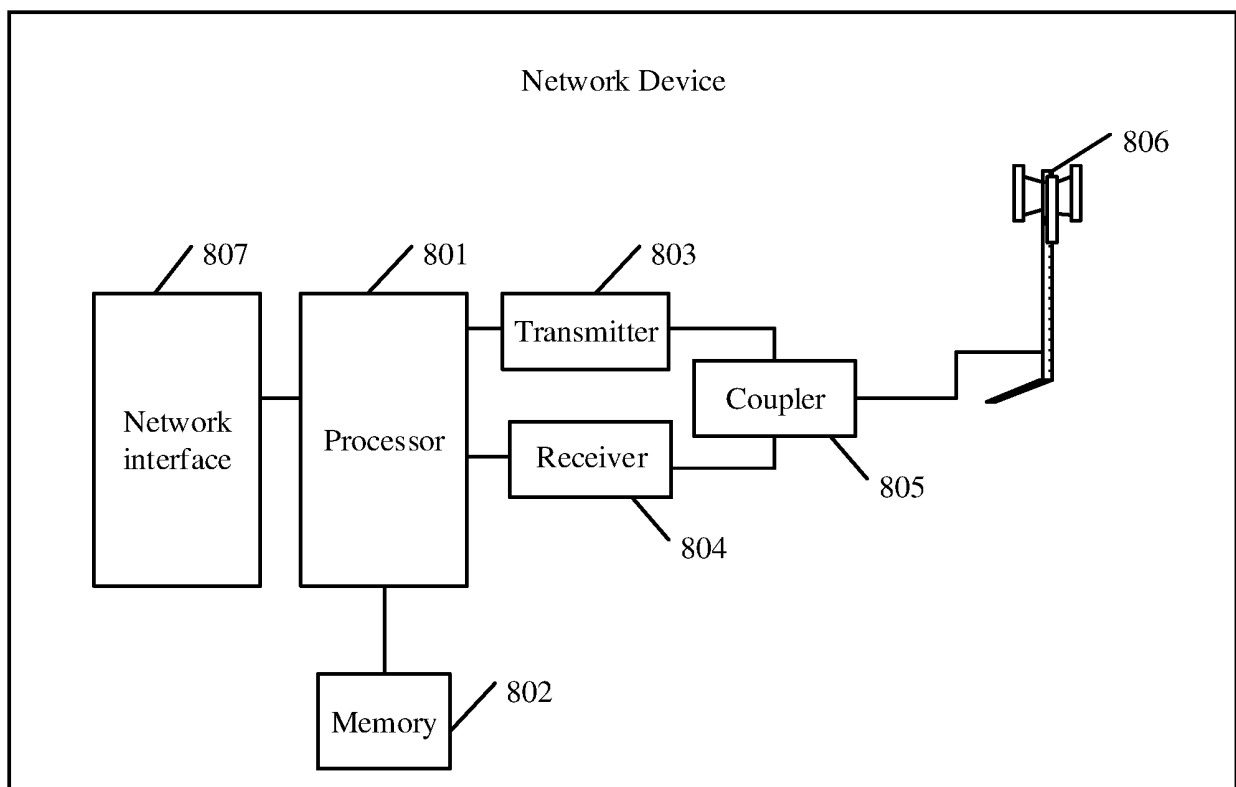 Network Device
806
807
801
803
Transmitter
Coupler
Network
interface
Processor
Receiver
805
804
802
Memory